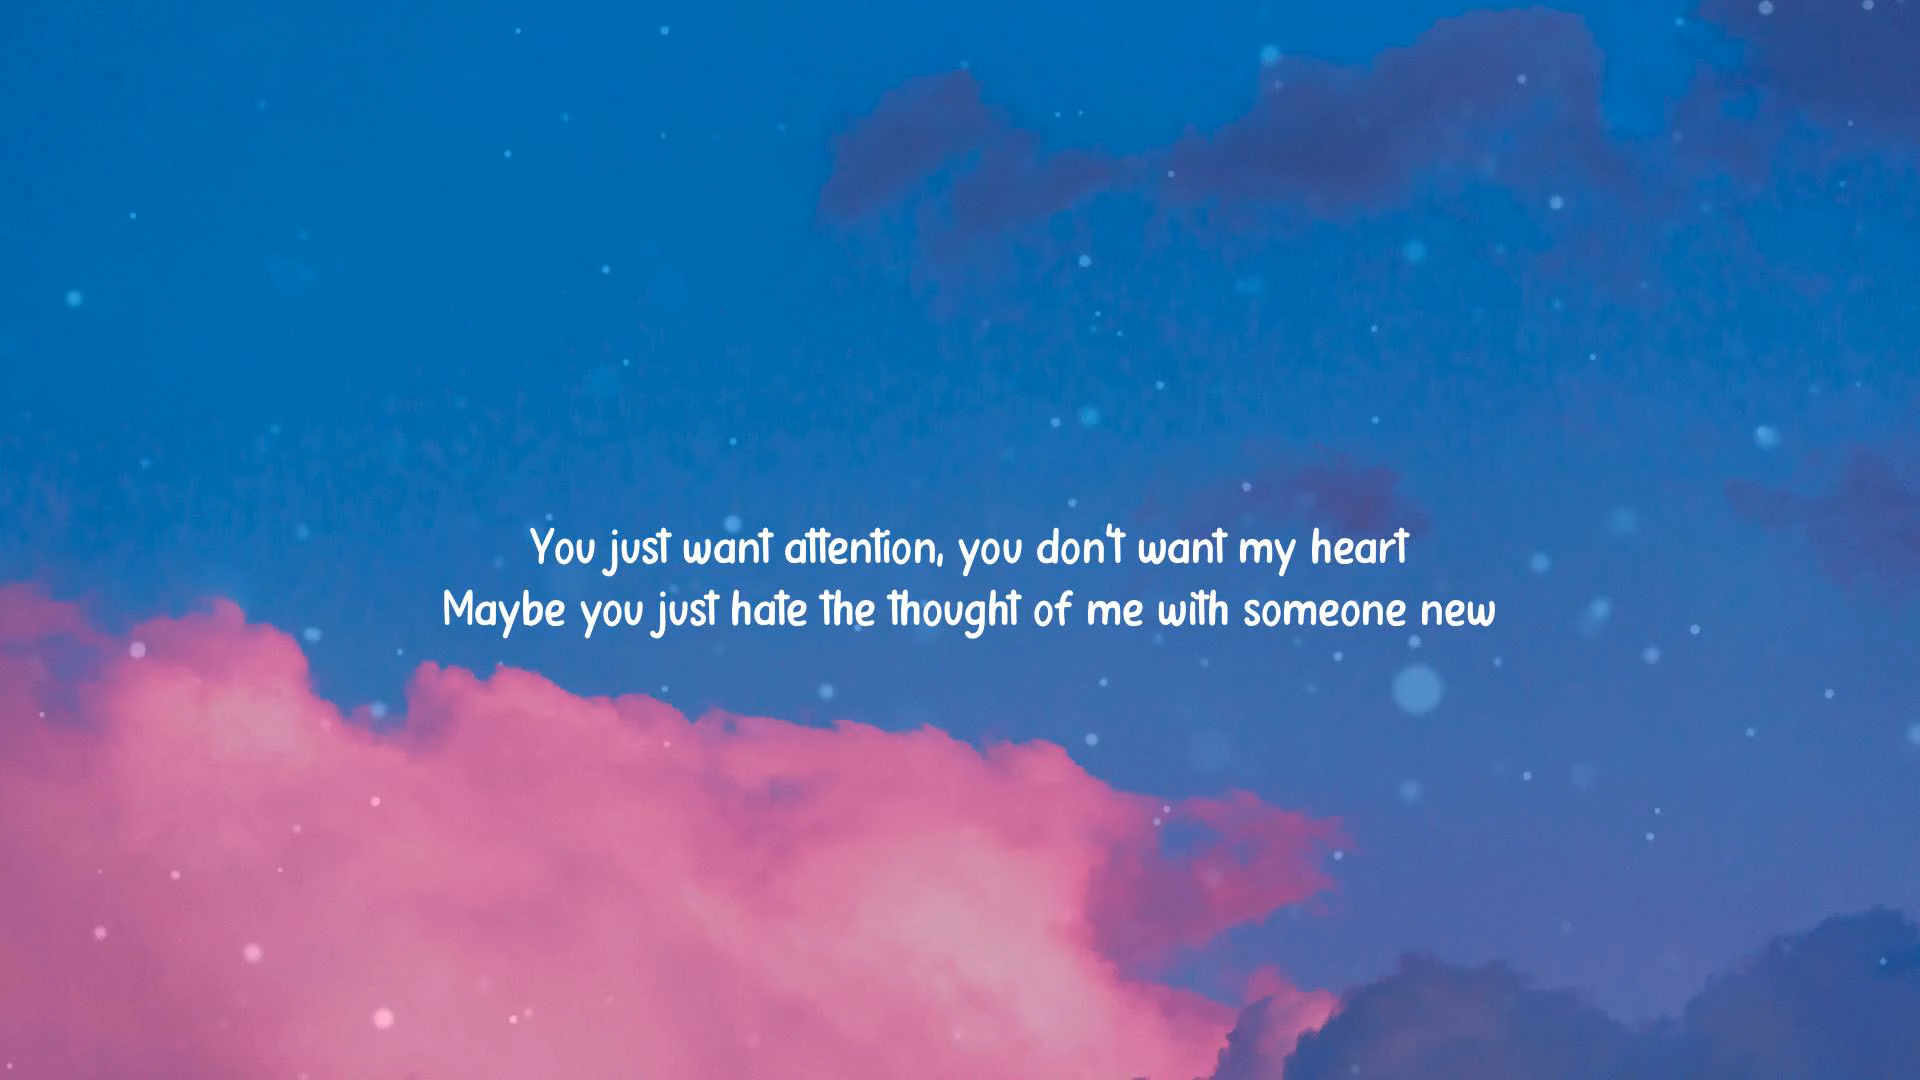 You just want attention, you don't want my heart
Maybe you just hate the thought of me with someone new